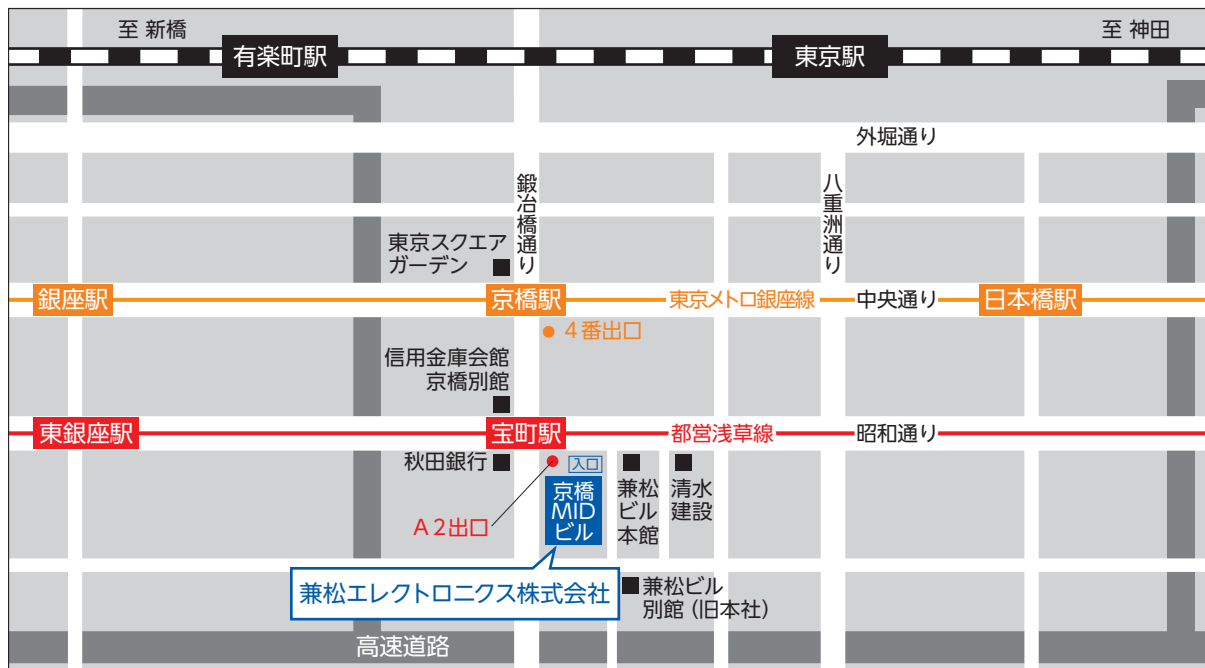 至 新橋
至 神田
有楽町駅
東京駅
外堀通り
鍛冶橋通り
八重洲通り
東京スクエア
ガーデン
銀座駅
京橋駅
東京メトロ銀座線
中央通り
日本橋駅
4番出口
信用金庫会館
京橋別館
東銀座駅
宝町駅
都営浅草線
昭和通り
秋田銀行
入口
京橋
MID
ビル
兼松
ビル
本館
清水
建設
A2出口
兼松エレクトロニクス株式会社
兼松ビル
別館(旧本社)
高速道路